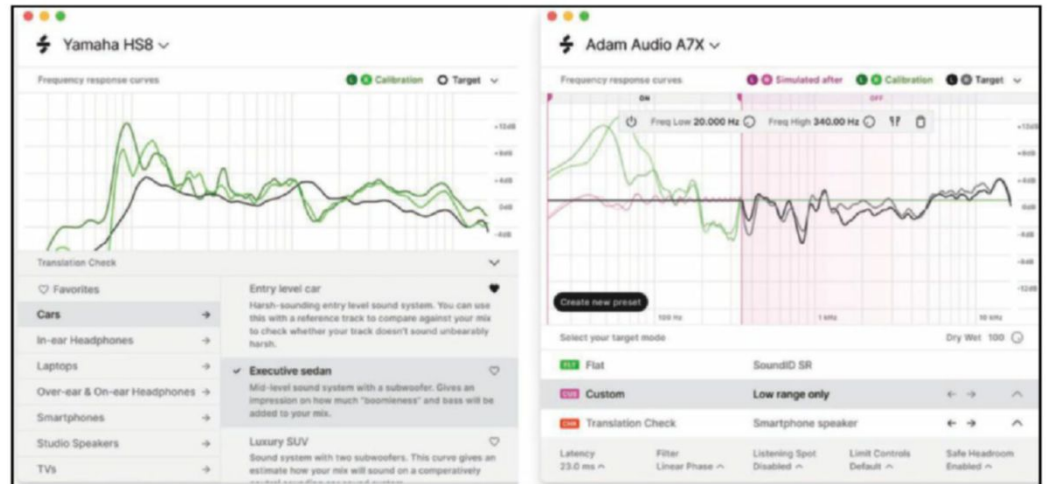 Yamaha HS8
Frequency response curves
L R Calibration
Target
+12dB
+8dB
+4dB
0dB
-4dB
Translation Check
Favorites
Cars
In-ear Headphones
Laptops
Over-ear & On-ear Headphones
Smartphones
Studio Speakers
TVs
Entry level car
Harsh-sounding entry level sound system. You can use
this with a reference track to compare against your mix
to check whether your track doesn't sound unbearably
harsh.
Executive sedan
Mid-level sound system with a subwoofer. Gives an
impression on how much "boominess" and bass will be
added to your mix.
Luxury SUV
Sound system with two subwoofers. This curve gives an
estimate how your mix will sound on a comparatively
neutral sounding car sound system.
Adam Audio A7X
Frequency response curves
L R Simulated after
L R Calibration
L R Target
ON
OFF
Freq Low 20.000 Hz
Freq High 340.00 Hz
+12dB
+8dB
+4dB
0dB
-4dB
-8dB
-12dB
Create new preset
100 Hz
1 kHz
10 kHz
Select your target mode
Dry Wet 100
FLT Flat
SoundID SR
CUS Custom
Low range only
Translation Check
Smartphone speaker
Latency
23.0 ms
Filter
Linear Phase
Listening Spot
Disabled
Limit Controls
Default
Safe Headroom
Enabled